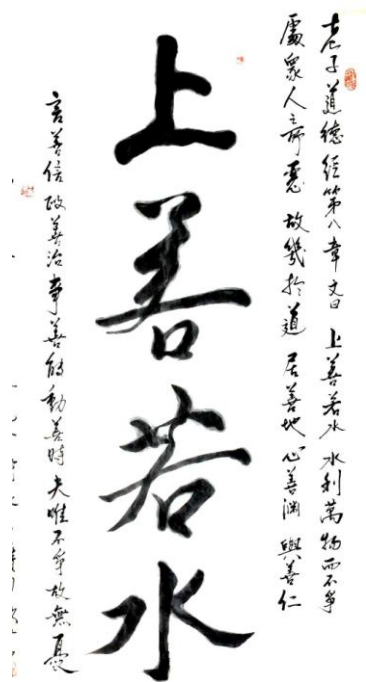 老子道德經第八章文曰上善若水水利萬物而不爭
處衆人之所惡故幾於道居善地心善淵與善仁
上善若水
言善信政善治事善能動善時夫唯不爭故無憂